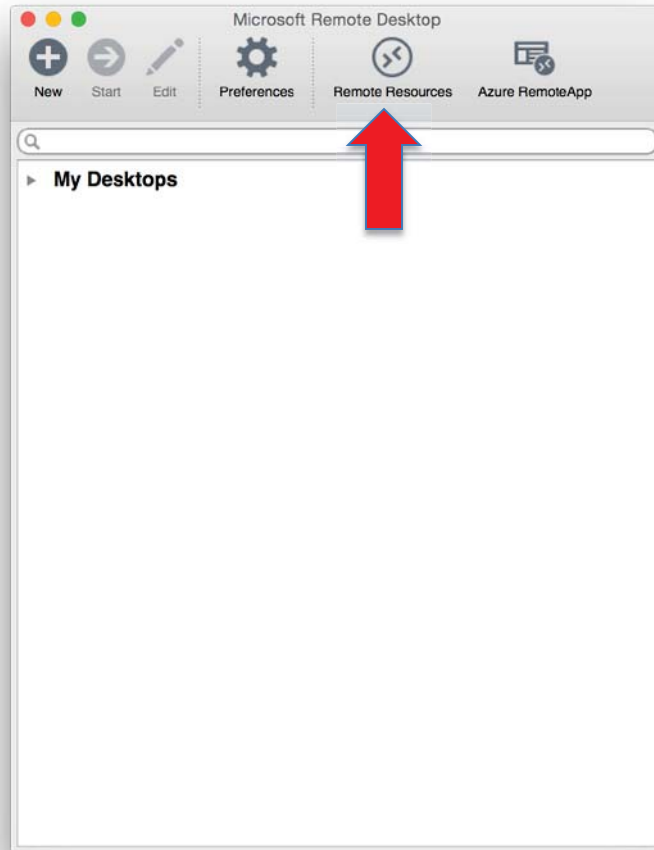 Microsoft Remote Desktop
New Start Edit Preferences Remote Resources Azure RemoteApp
My Desktops